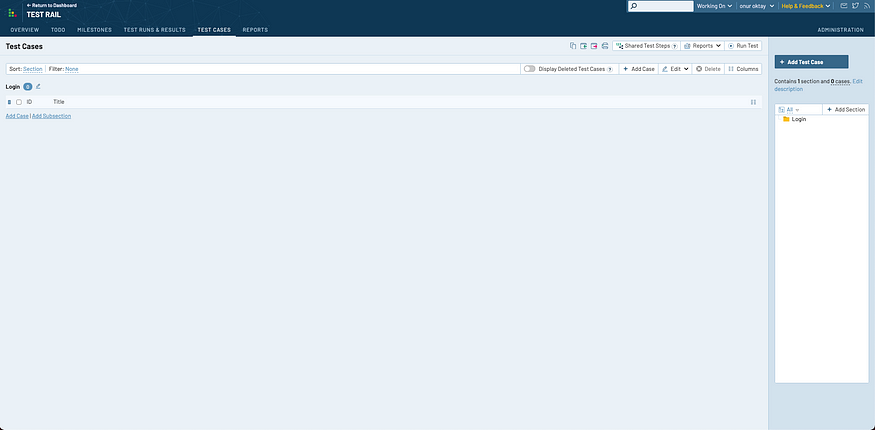 ← Return to Dashboard
TEST RAIL
Working On
onur oktay
Help & Feedback
OVERVIEW TODO MILESTONES TEST RUNS & RESULTS TEST CASES REPORTS ADMINISTRATION
Test Cases
Shared Test Steps ? Reports Run Test
+ Add Test Case
Sort: Section Filter: None
Display Deleted Test Cases ? + Add Case Edit Delete Columns
Contains 1 section and 0 cases. Edit
description
Login 0
ID Title
All + Add Section
Login
Add Case | Add Subsection